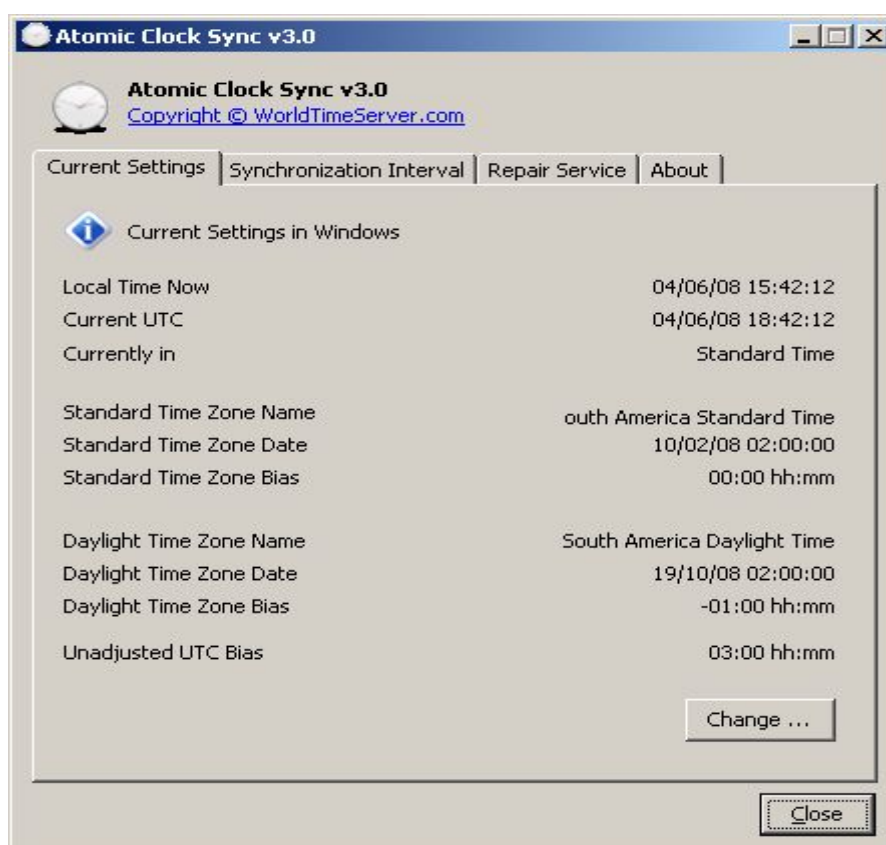 Atomic Clock Sync v3.0
Atomic Clock Sync v3.0
Copyright © WorldTimeServer.com
Current Settings Synchronization Interval Repair Service About
Current Settings in Windows
Local Time Now 04/06/08 15:42:12
Current UTC 04/06/08 18:42:12
Currently in Standard Time
Standard Time Zone Name outh America Standard Time
Standard Time Zone Date 10/02/08 02:00:00
Standard Time Zone Bias 00:00 hh:mm
Daylight Time Zone Name South America Daylight Time
Daylight Time Zone Date 19/10/08 02:00:00
Daylight Time Zone Bias -01:00 hh:mm
Unadjusted UTC Bias 03:00 hh:mm
Change ...
Close